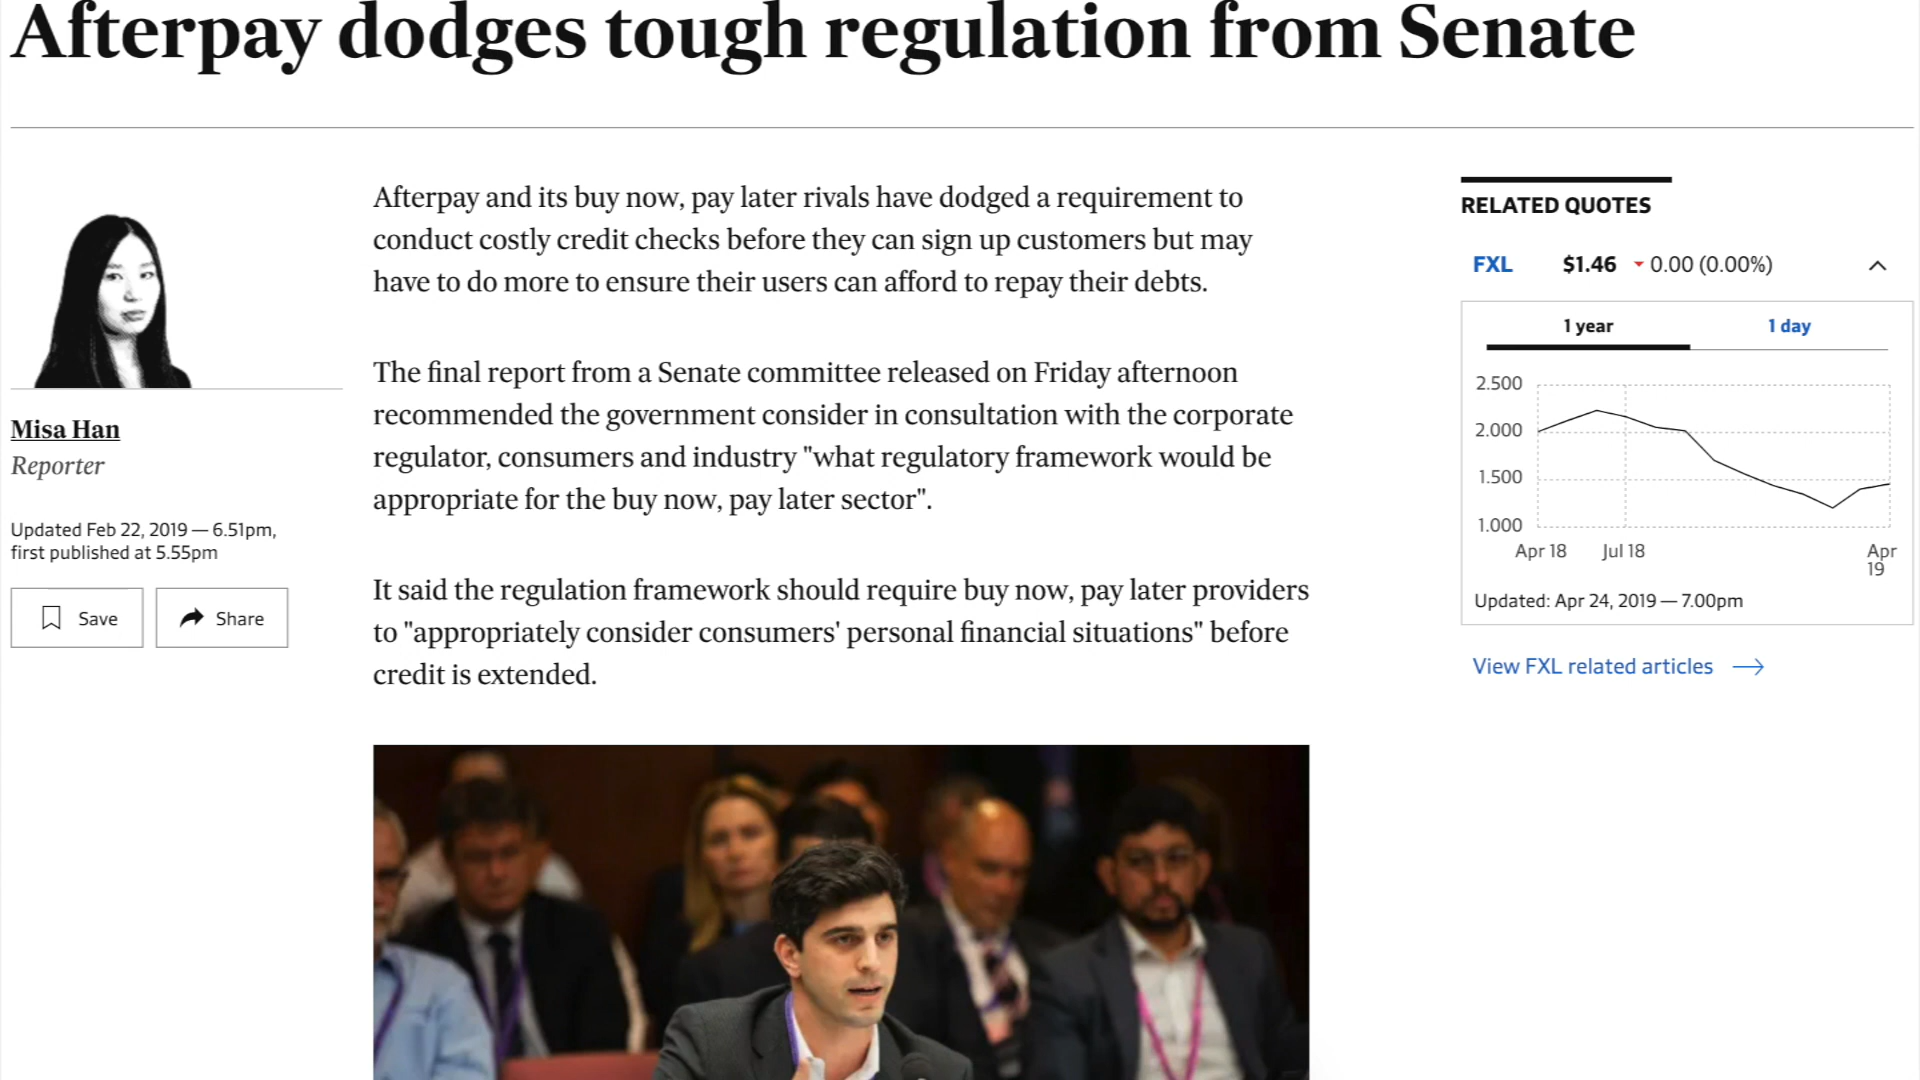 Afterpay dodges tough regulation from Senate
Misa Han
Reporter
Updated Feb 22, 2019 — 6.51pm,
first published at 5.55pm
Save
Share
Afterpay and its buy now, pay later rivals have dodged a requirement to
conduct costly credit checks before they can sign up customers but may
have to do more to ensure their users can afford to repay their debts.
The final report from a Senate committee released on Friday afternoon
recommended the government consider in consultation with the corporate
regulator, consumers and industry "what regulatory framework would be
appropriate for the buy now, pay later sector".
It said the regulation framework should require buy now, pay later providers
to "appropriately consider consumers' personal financial situations" before
credit is extended.
RELATED QUOTES
FXL $1.46 0.00 (0.00%)
1 year 1 day
2.500
2.000
1.500
1.000
Apr 18 Jul 18 Apr
19
Updated: Apr 24, 2019 — 7.00pm
View FXL related articles